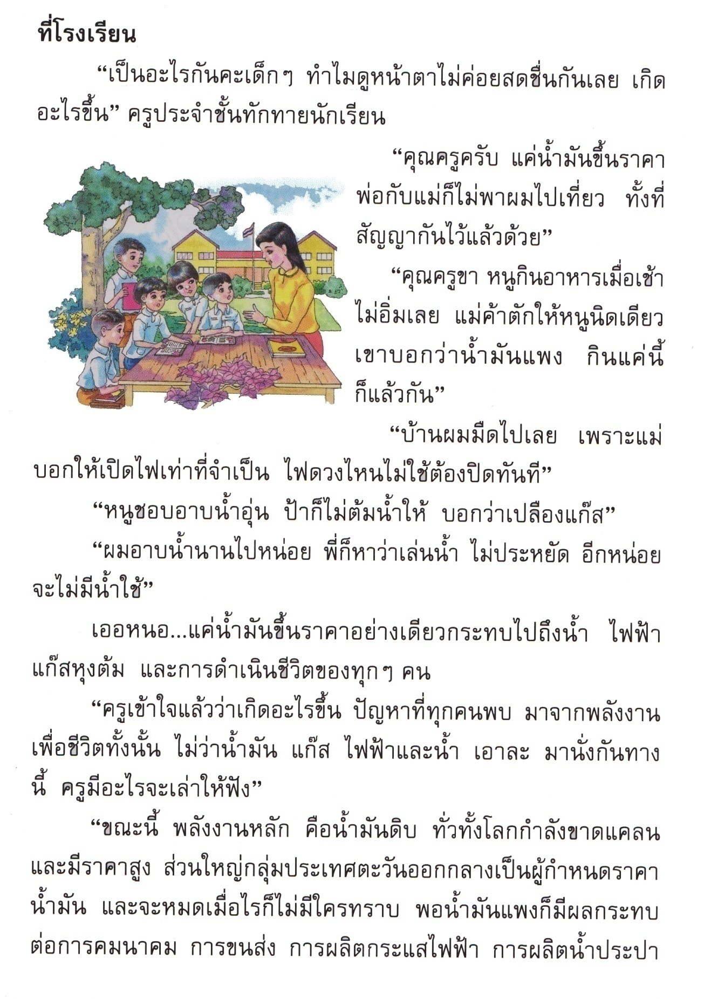 ที่โรงเรียน
“เป็นอะไรกันคะเด็กๆ ทำไมดูหน้าตาไม่ค่อยสดชื่นกันเลย เกิด
อะไรขึ้น” ครูประจำชั้นทักทายนักเรียน
“คุณครูครับ แค่น้ำมันขึ้นราคา
พ่อกับแม่ก็ไม่พาผมไปเที่ยว ทั้งที่
สัญญากันไว้แล้วด้วย”
“คุณครูขา หนูกินอาหารเมื่อเช้า
ไม่อิ่มเลย แม่ค้าตักให้หนูนิดเดียว
เขาบอกว่าน้ำมันแพง กินแค่นี้
ก็แล้วกัน”
“บ้านผมมืดไปเลย เพราะแม่
บอกให้เปิดไฟเท่าที่จำเป็น ไฟดวงไหนไม่ใช้ต้องปิดทันที”
“หนูชอบอาบน้ำอุ่น ป้าก็ไม่ต้มน้ำให้ บอกว่าเปลืองแก๊ส”
“ผมอาบน้ำนานไปหน่อย พี่ก็หาว่าเล่นน้ำ ไม่ประหยัด อีกหน่อย
จะไม่มีน้ำใช้”
เออหนอ...แค่น้ำมันขึ้นราคาอย่างเดียวกระทบไปถึงน้ำ ไฟฟ้า
แก๊สหุงต้ม และการดำเนินชีวิตของทุกๆ คน
“ครูเข้าใจแล้วว่าเกิดอะไรขึ้น ปัญหาที่ทุกคนพบ มาจากพลังงาน
เพื่อชีวิตทั้งนั้น ไม่ว่าน้ำมัน แก๊ส ไฟฟ้าและน้ำ เอาละ มานั่งกันทาง
นี้ ครูมีอะไรจะเล่าให้ฟัง”
“ขณะนี้ พลังงานหลัก คือน้ำมันดิบ ทั่วทั้งโลกกำลังขาดแคลน
และมีราคาสูง ส่วนใหญ่กลุ่มประเทศตะวันออกกลางเป็นผู้กำหนดราคา
น้ำมัน และจะหมดเมื่อไรก็ไม่มีใครทราบ พอน้ำมันแพงก็มีผลกระทบ
ต่อการคมนาคม การขนส่ง การผลิตกระแสไฟฟ้า การผลิตน้ำประปา